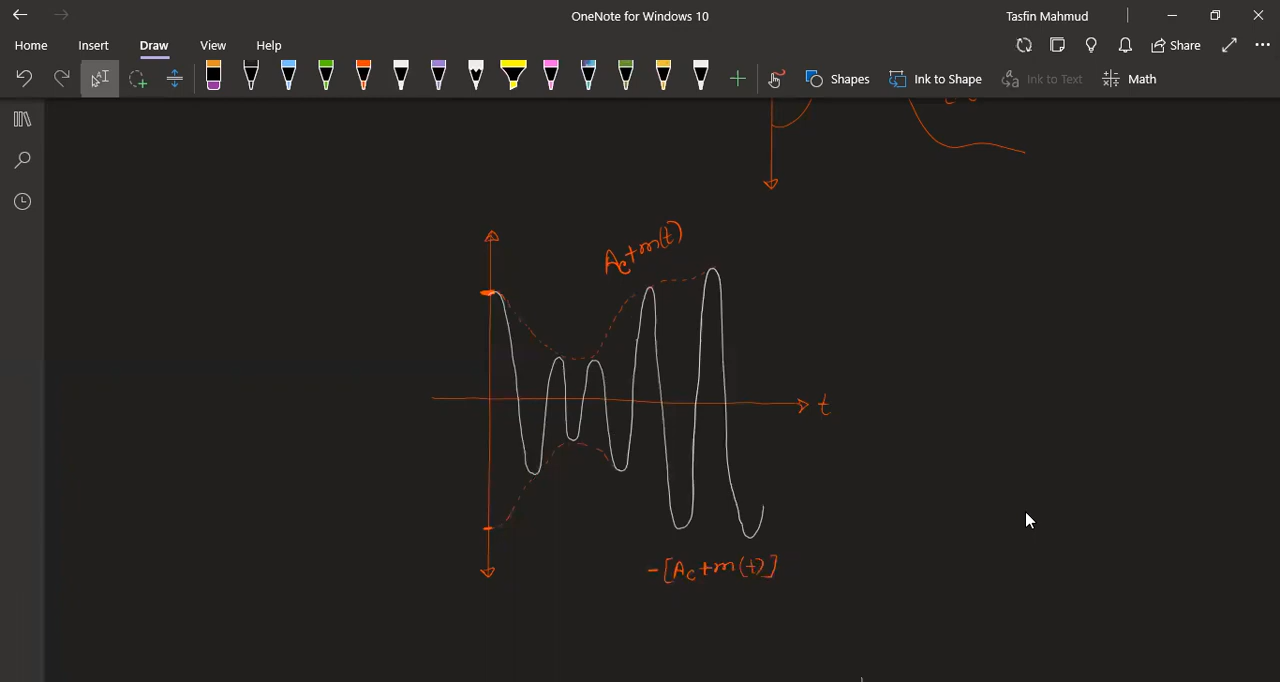 OneNote for Windows 10
Tasfin Mahmud
Home Insert Draw View Help
Share
Shapes Ink to Shape Ink to Text Math
Ac+m(t)
t
-[Ac+m(t)]